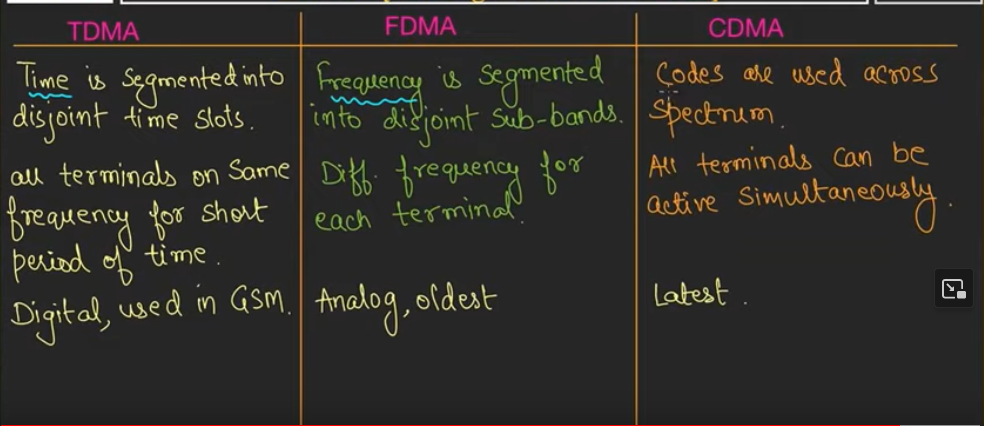 TDMA
Time is segmented into
disjoint time slots.
all terminals on same
frequency for short
period of time.
Digital, used in GSM.
FDMA
Frequency is segmented
into disjoint sub-bands.
Diff. frequency for
each terminal.
Analog, oldest
CDMA
Codes are used across
Spectrum.
All terminals can be
active simultaneously.
Latest.